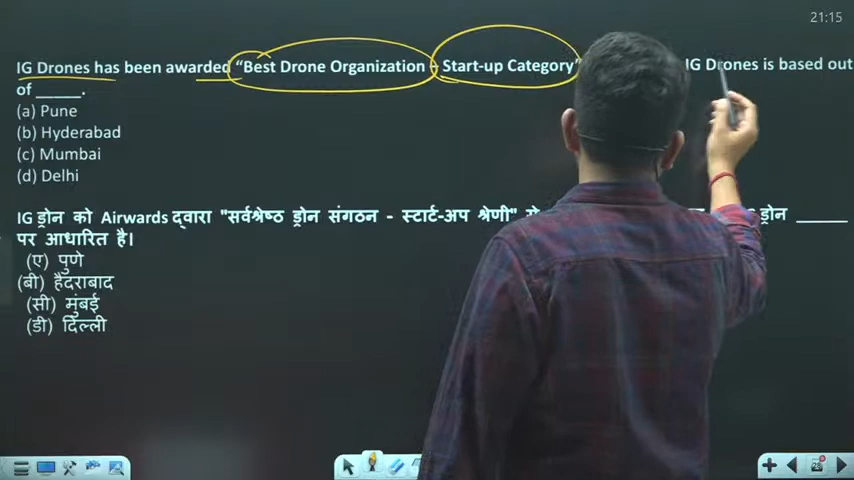 21:15
IG Drones has been awarded “Best Drone Organization – Start-up Category” IG Drones is based out
of _____.
(a) Pune
(b) Hyderabad
(c) Mumbai
(d) Delhi
IG ड्रोन को Airwards द्वारा "सर्वश्रेष्ठ ड्रोन संगठन - स्टार्ट-अप श्रेणी" ड्रोन ______
पर आधारित है।
(ए) पुणे
(बी) हैदराबाद
(सी) मुंबई
(डी) दिल्ली